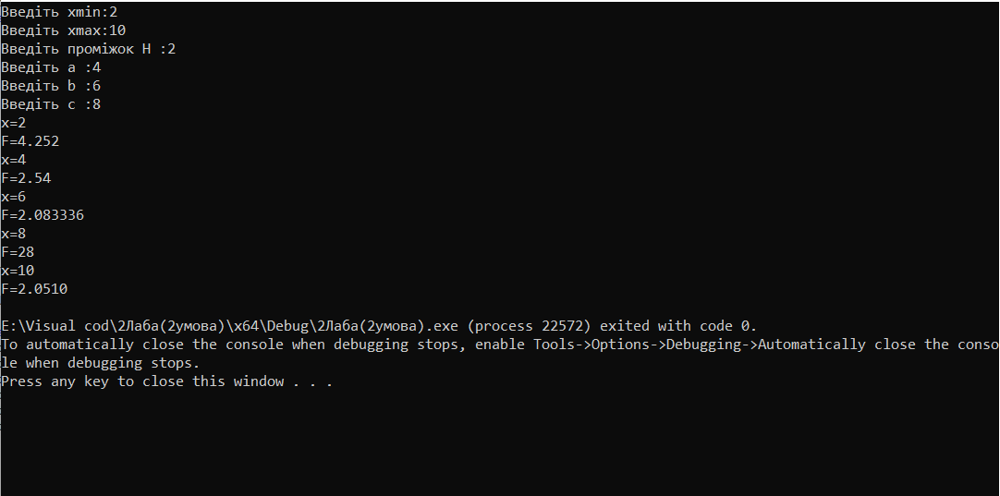 Введіть xmin:2
Введіть xmax:10
Введіть проміжок H :2
Введіть a :4
Введіть b :6
Введіть c :8
x=2
F=4.252
x=4
F=2.54
x=6
F=2.083336
x=8
F=28
x=10
F=2.0510
E:\Visual cod\2Лаба(2умова)\x64\Debug\2Лаба(2умова).exe (process 22572) exited with code 0.
To automatically close the console when debugging stops, enable Tools->Options->Debugging->Automatically close the conso
le when debugging stops.
Press any key to close this window . . .